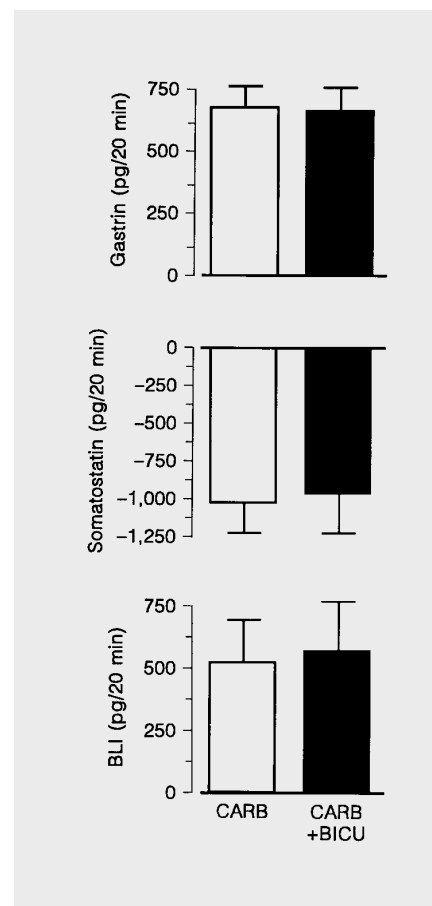 Gastrin (pg/20 min)
750
500
250
0
Somatostatin (pg/20 min)
0
−250
−500
−750
−1,000
−1,250
BLI (pg/20 min)
750
500
250
0
CARB
CARB
+BICU